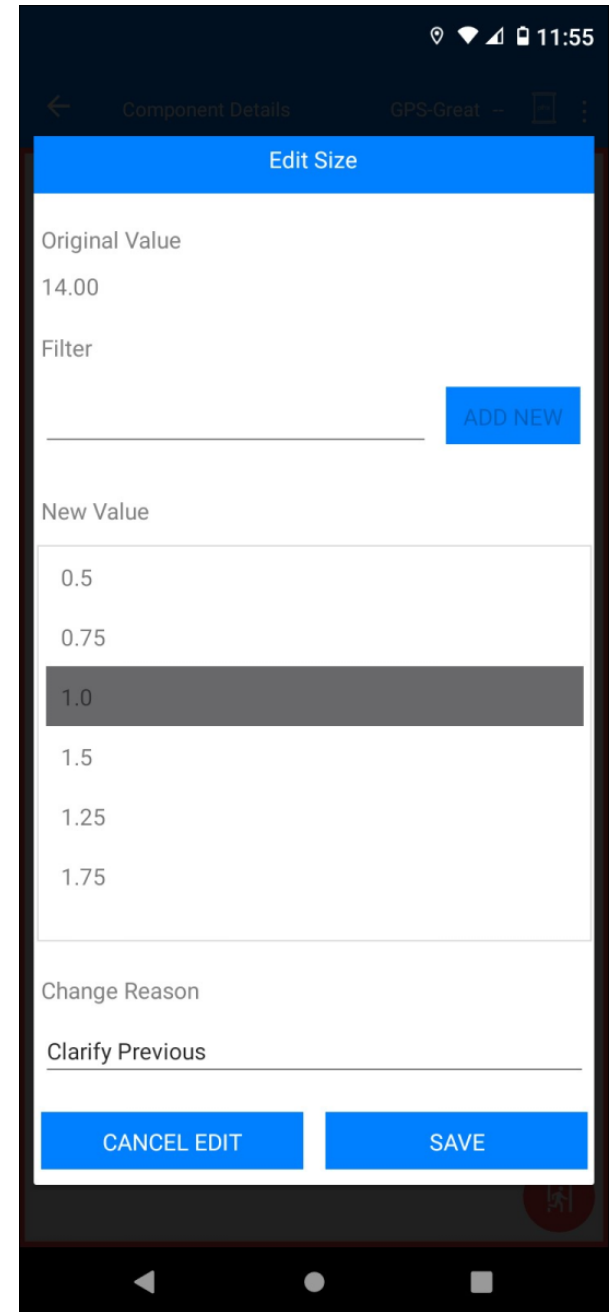 11:55
Component Details GPS-Great --
Edit Size
Original Value
14.00
Filter
ADD NEW
New Value
0.5
0.75
1.0
1.5
1.25
1.75
Change Reason
Clarify Previous
CANCEL EDIT SAVE